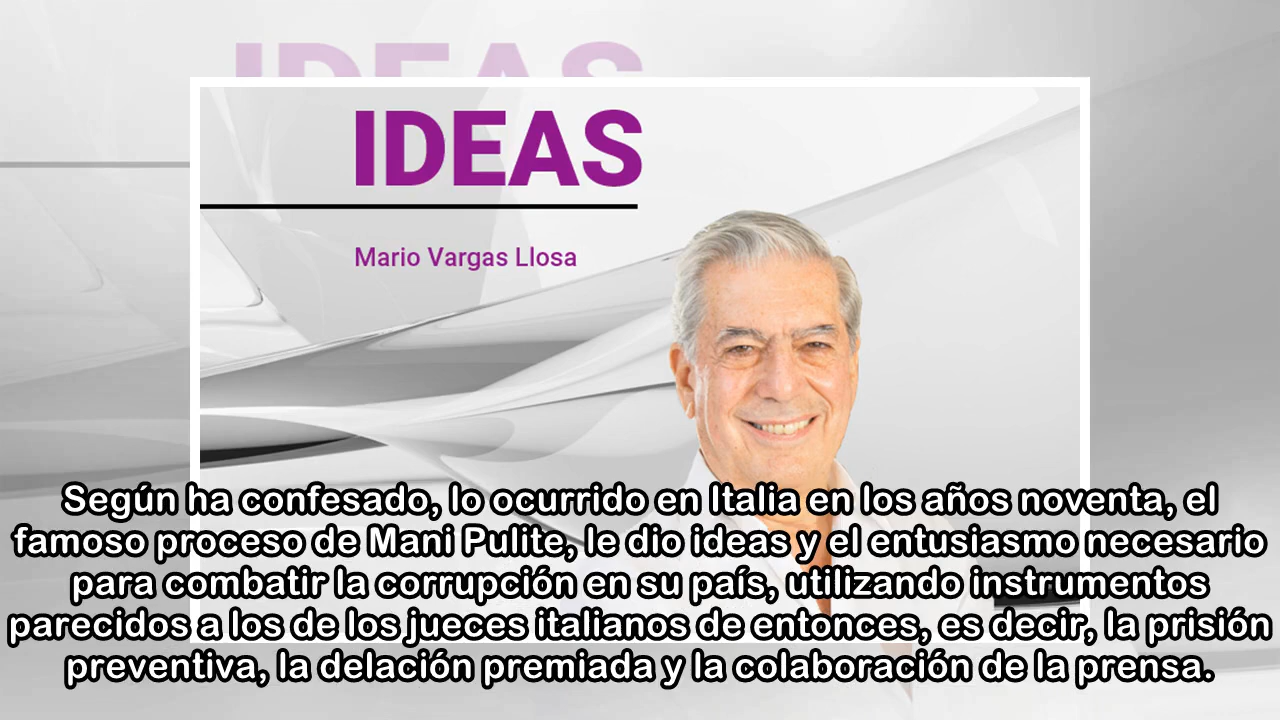 IDEAS
IDEAS
Mario Vargas Llosa
Según ha confesado, lo ocurrido en Italia en los años noventa, el
famoso proceso de Mani Pulite, le dio ideas y el entusiasmo necesario
para combatir la corrupción en su país, utilizando instrumentos
parecidos a los de los jueces italianos de entonces, es decir, la prisión
preventiva, la delación premiada y la colaboración de la prensa.